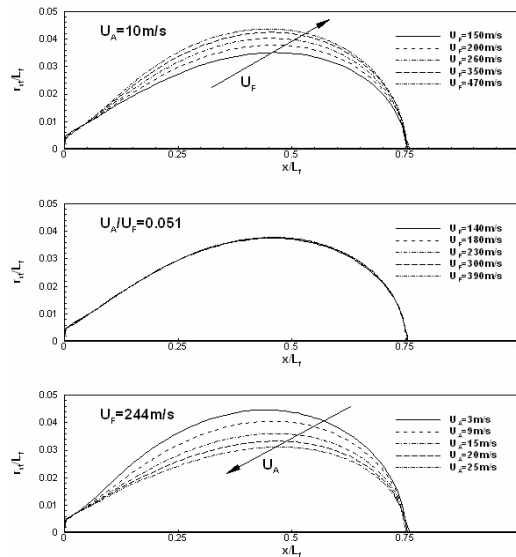 0.05
U_A=10m/s
U_F=150m/s
U_F=200m/s
0.04
U_F=260m/s
U_F=350m/s
U_F=470m/s
0.03
r_st/L_f
U_F
0.02
0.01
0
0 0.25 0.5 0.75
x/L_f
0.05
U_A/U_F=0.051
U_F=140m/s
U_F=180m/s
0.04
U_F=230m/s
U_F=300m/s
U_F=390m/s
0.03
r_st/L_f
0.02
0.01
0
0 0.25 0.5 0.75
x/L_f
0.05
U_F=244m/s
U_A=3m/s
U_A=9m/s
0.04
U_A=15m/s
U_A=20m/s
U_A=25m/s
0.03
r_st/L_f
U_A
0.02
0.01
0
0 0.25 0.5 0.75
x/L_f